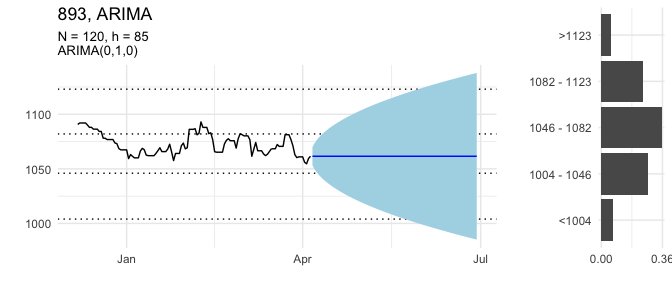 893, ARIMA
N = 120, h = 85
ARIMA(0,1,0)
1100
1050
1000
Jan
Apr
Jul
>1123
1082 - 1123
1046 - 1082
1004 - 1046
<1004
0.00
0.36